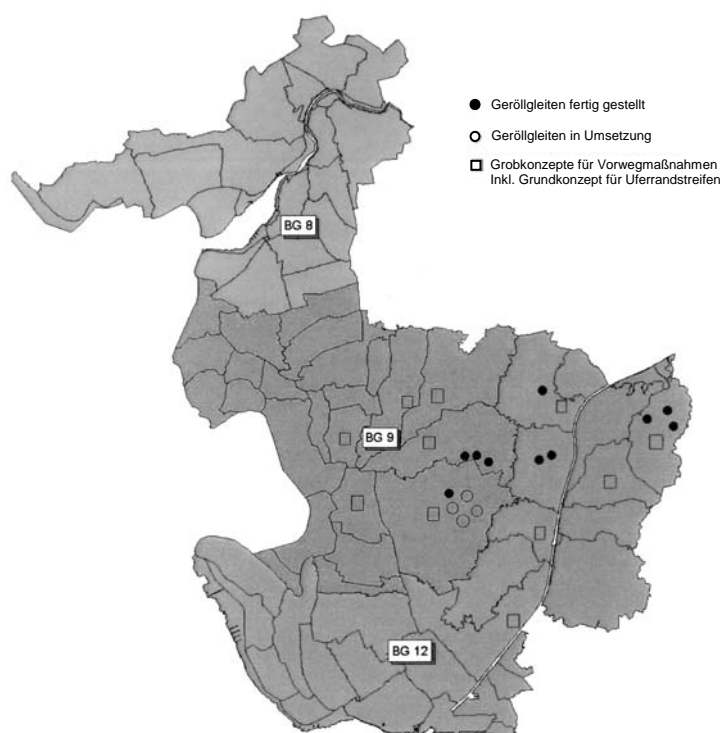 Geröllgleiten fertig gestellt
Geröllgleiten in Umsetzung
Grobkonzepte für Vorwegmaßnahmen
Inkl. Grundkonzept für Uferrandstreifen
BG 8
BG 9
BG 12